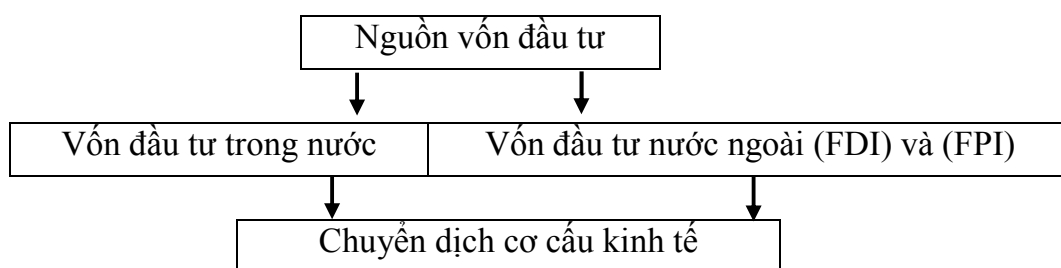 Nguồn vốn đầu tư
Vốn đầu tư trong nước
Vốn đầu tư nước ngoài (FDI) và (FPI)
Chuyển dịch cơ cấu kinh tế